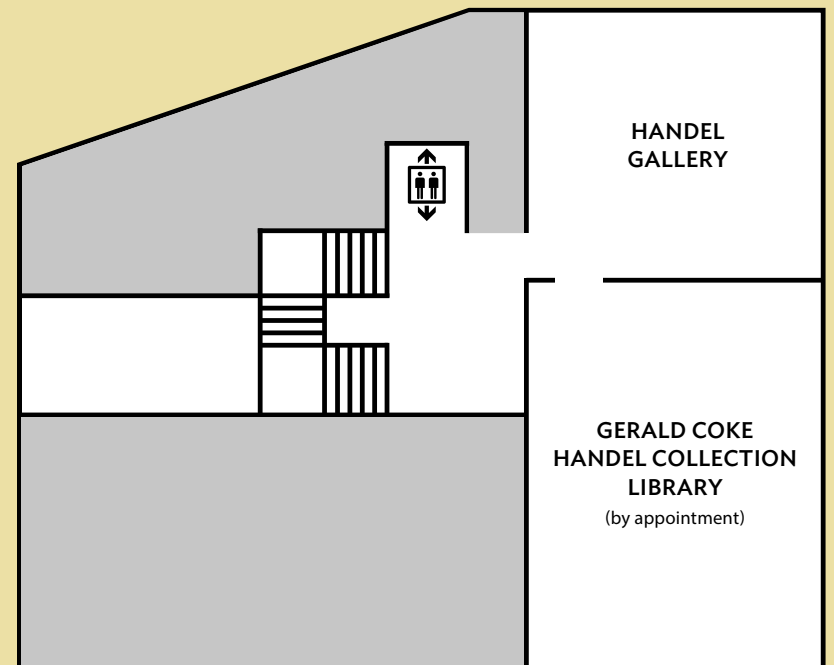 HANDEL
GALLERY
GERALD COKE
HANDEL COLLECTION
LIBRARY
(by appointment)